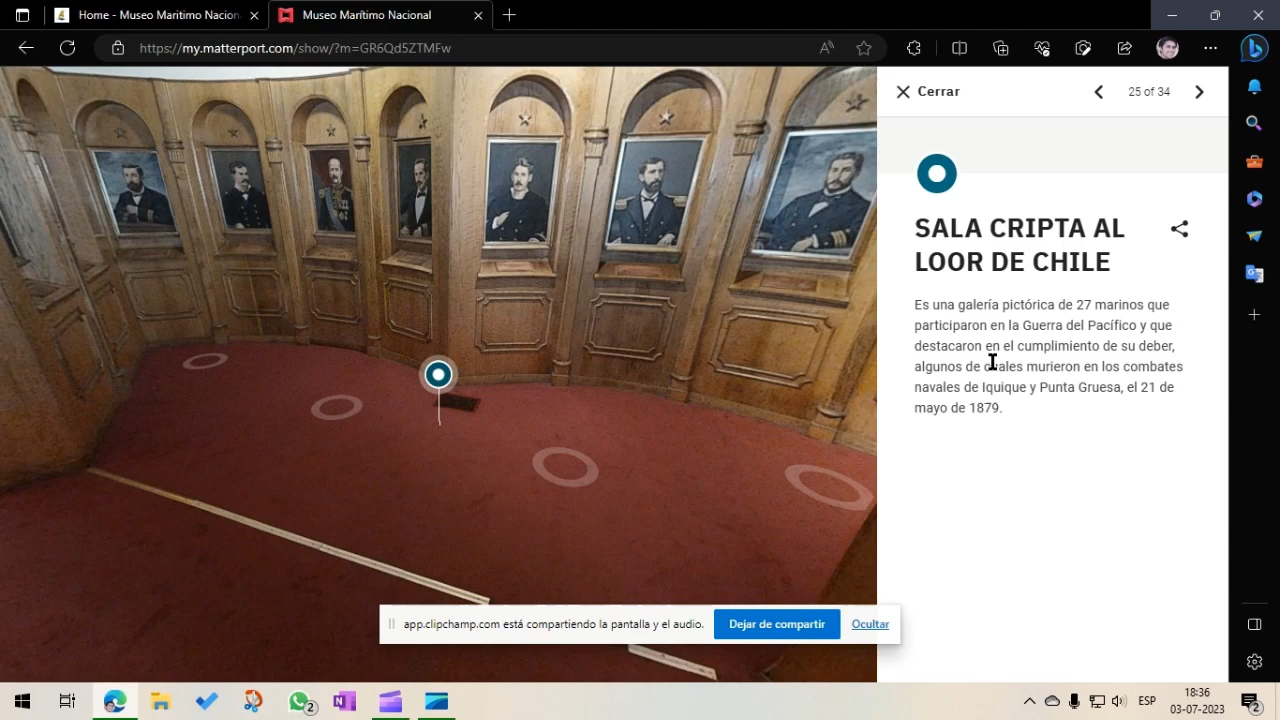 Home - Museo Maritimo Nacion
Museo Marítimo Nacional
https://my.matterport.com/show/?m=GR6Qd5ZTMFw
Cerrar
25 of 34
SALA CRIPTA AL
LOOR DE CHILE
Es una galería pictórica de 27 marinos que
participaron en la Guerra del Pacífico y que
destacaron en el cumplimiento de su deber,
algunos de cuales murieron en los combates
navales de Iquique y Punta Gruesa, el 21 de
mayo de 1879.
app.clipchamp.com está compartiendo la pantalla y el audio.
Dejar de compartir
Ocultar
2
ESP
18:36
03-07-2023
2